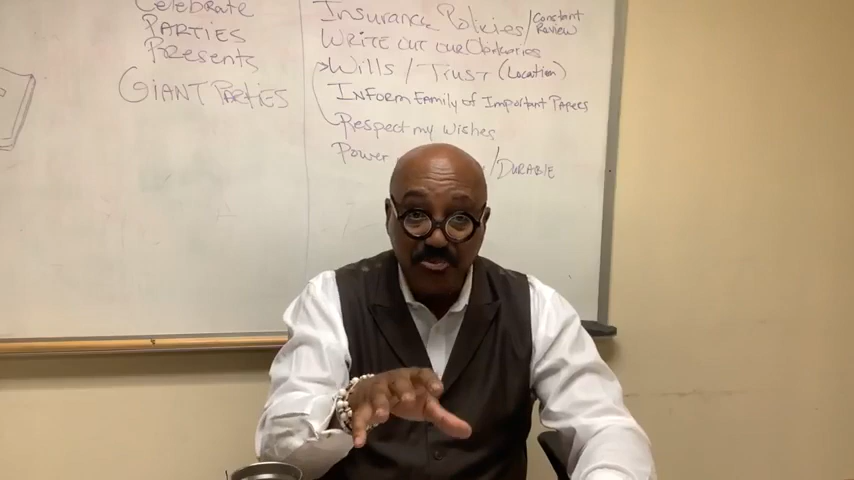 Celebrate
PARTIES
Presents
GIANT PARTIES
Insurance Policies/Constant Review
WRITE OUT OUR Obituaries
>Wills / TRUST (Location)
INFORM Family of Important Papers
Respect my Wishes
Power /DURABLE